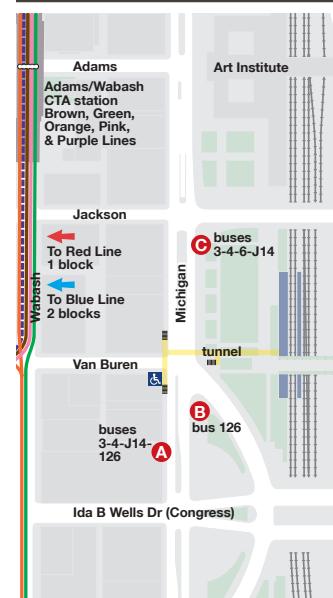 Adams
Art Institute
Adams/Wabash
CTA station
Brown, Green,
Orange, Pink,
& Purple Lines
Jackson
C
buses
3-4-6-J14
To Red Line
1 block
To Blue Line
2 blocks
Wabash
Michigan
tunnel
Van Buren
B
bus 126
buses
3-4-J14-
126
A
Ida B Wells Dr (Congress)